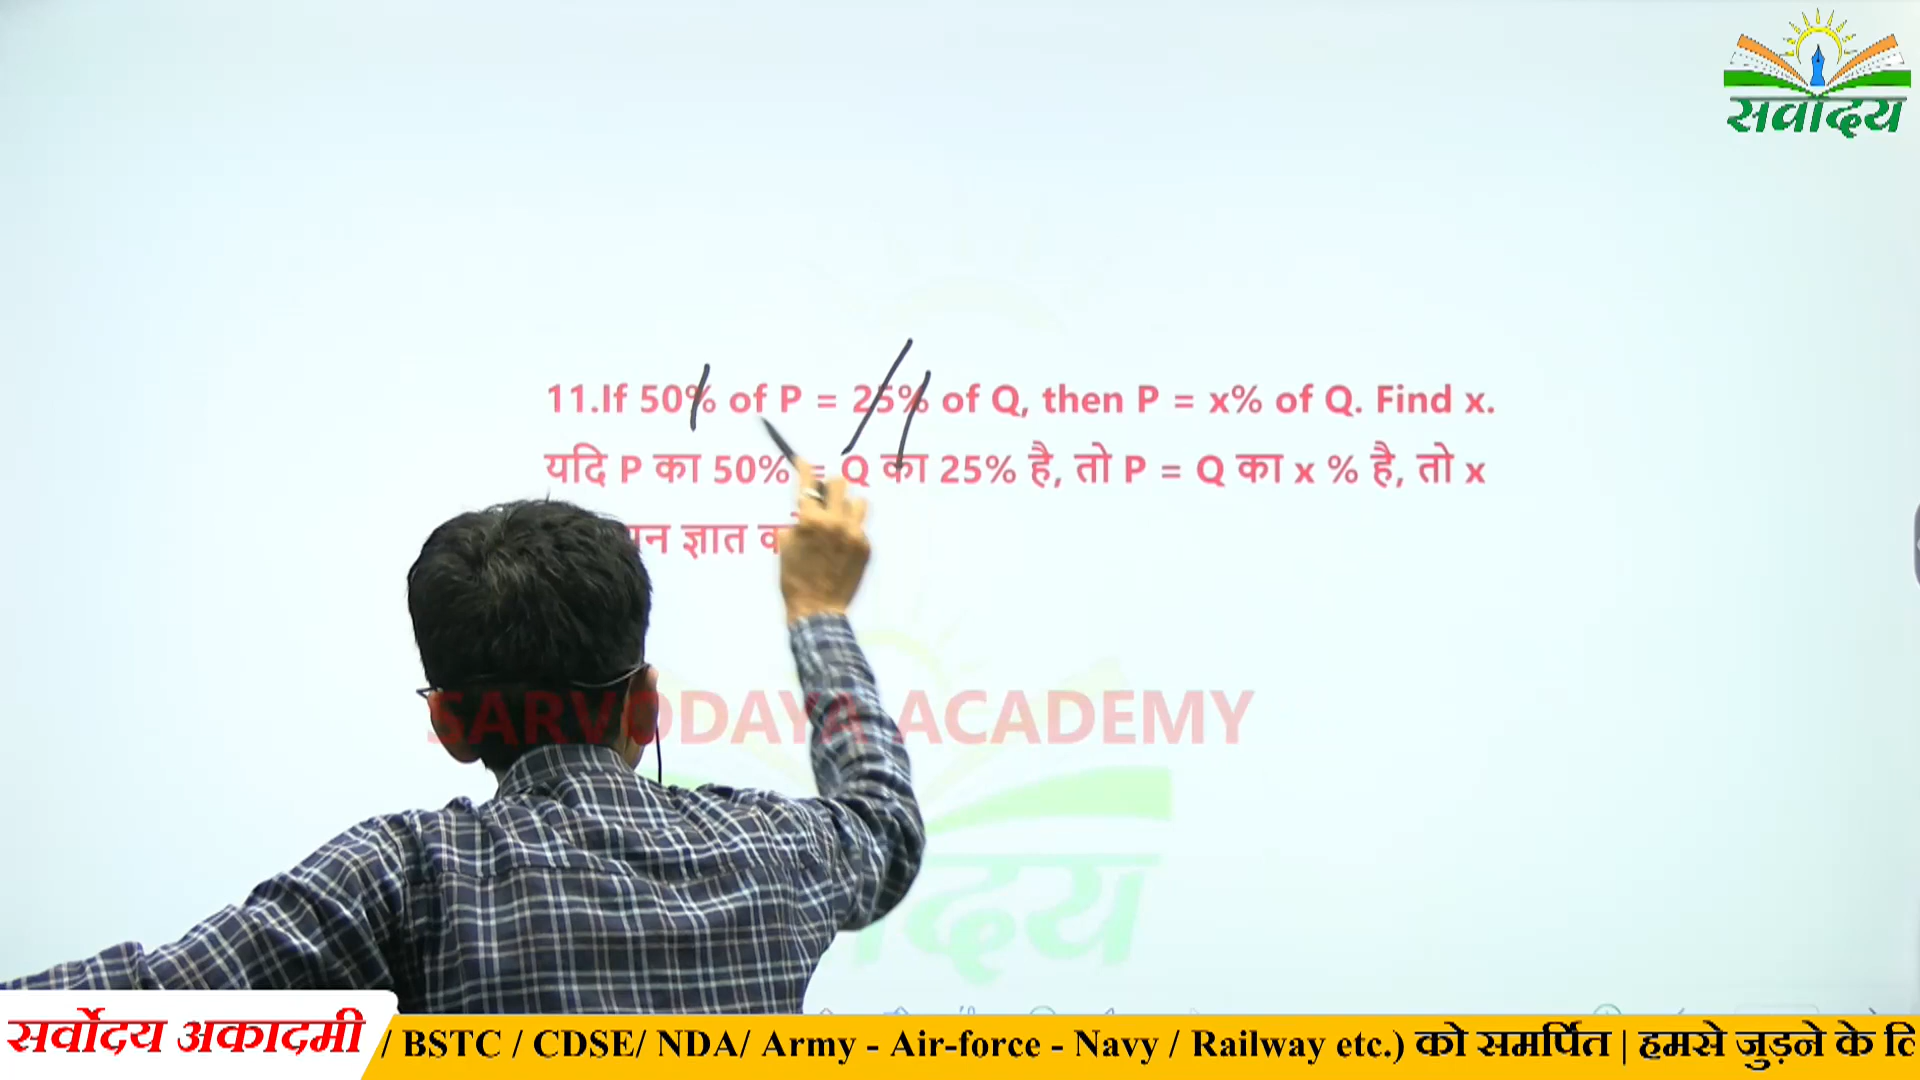 सर्वोदय
11.If 50% of P = 25% of Q, then P = x% of Q. Find x.
यदि P का 50% = Q का 25% है, तो P = Q का x % है, तो x
ज्ञात
SARVODAYA ACADEMY
सर्वोदय अकादमी / BSTC / CDSE/ NDA/ Army - Air-force - Navy / Railway etc.) को समर्पित | हमसे जुड़ने के